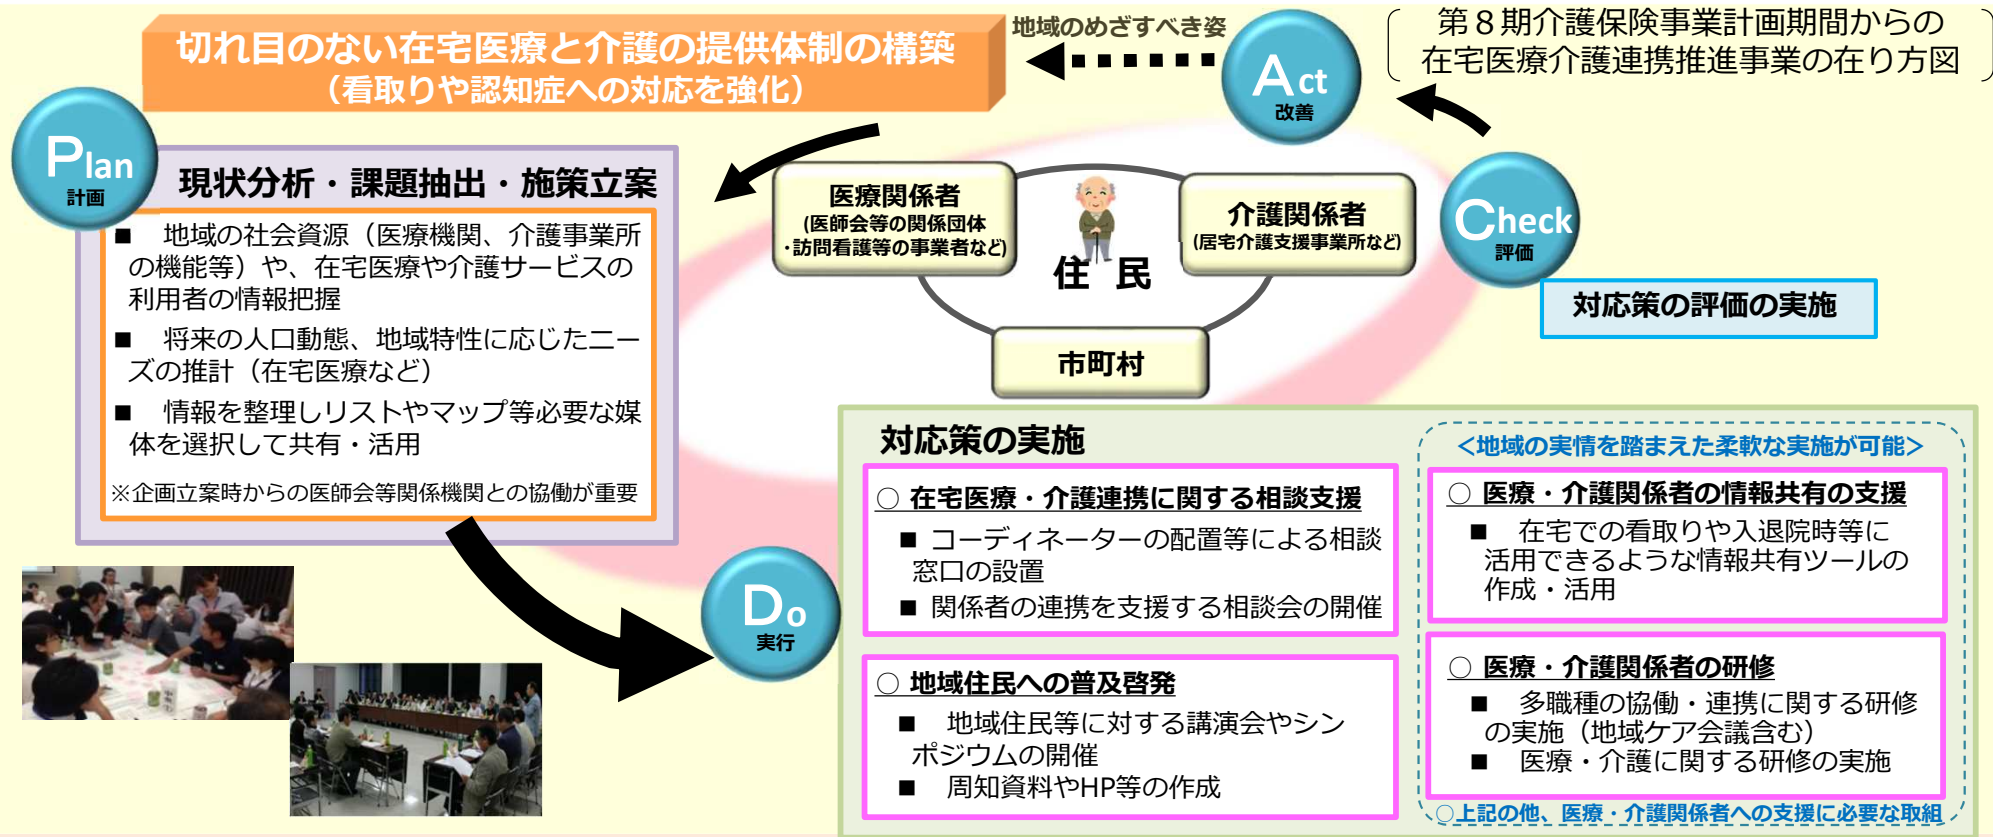 地域のめざすべき姿
第８期介護保険事業計画期間からの
在宅医療介護連携推進事業の在り方図
切れ目のない在宅医療と介護の提供体制の構築
（看取りや認知症への対応を強化）
Act
改善
Plan
計画
現状分析・課題抽出・施策立案
■ 地域の社会資源（医療機関、介護事業所
の機能等）や、在宅医療や介護サービスの
利用者の情報把握
■ 将来の人口動態、地域特性に応じたニー
ズの推計（在宅医療など）
■ 情報を整理しリストやマップ等必要な媒
体を選択して共有・活用
※企画立案時からの医師会等関係機関との協働が重要
医療関係者
(医師会等の関係団体
・訪問看護等の事業者など)
住 民
介護関係者
(居宅介護支援事業所など)
市町村
Check
評価
対応策の評価の実施
Do
実行
対応策の実施
○ 在宅医療・介護連携に関する相談支援
■ コーディネーターの配置等による相談
窓口の設置
■ 関係者の連携を支援する相談会の開催
○ 地域住民への普及啓発
■ 地域住民等に対する講演会やシン
ポジウムの開催
■ 周知資料やHP等の作成
＜地域の実情を踏まえた柔軟な実施が可能＞
○ 医療・介護関係者の情報共有の支援
■ 在宅での看取りや入退院時等に
活用できるような情報共有ツールの
作成・活用
○ 医療・介護関係者の研修
■ 多職種の協働・連携に関する研修
の実施（地域ケア会議含む）
■ 医療・介護に関する研修の実施
○上記の他、医療・介護関係者への支援に必要な取組